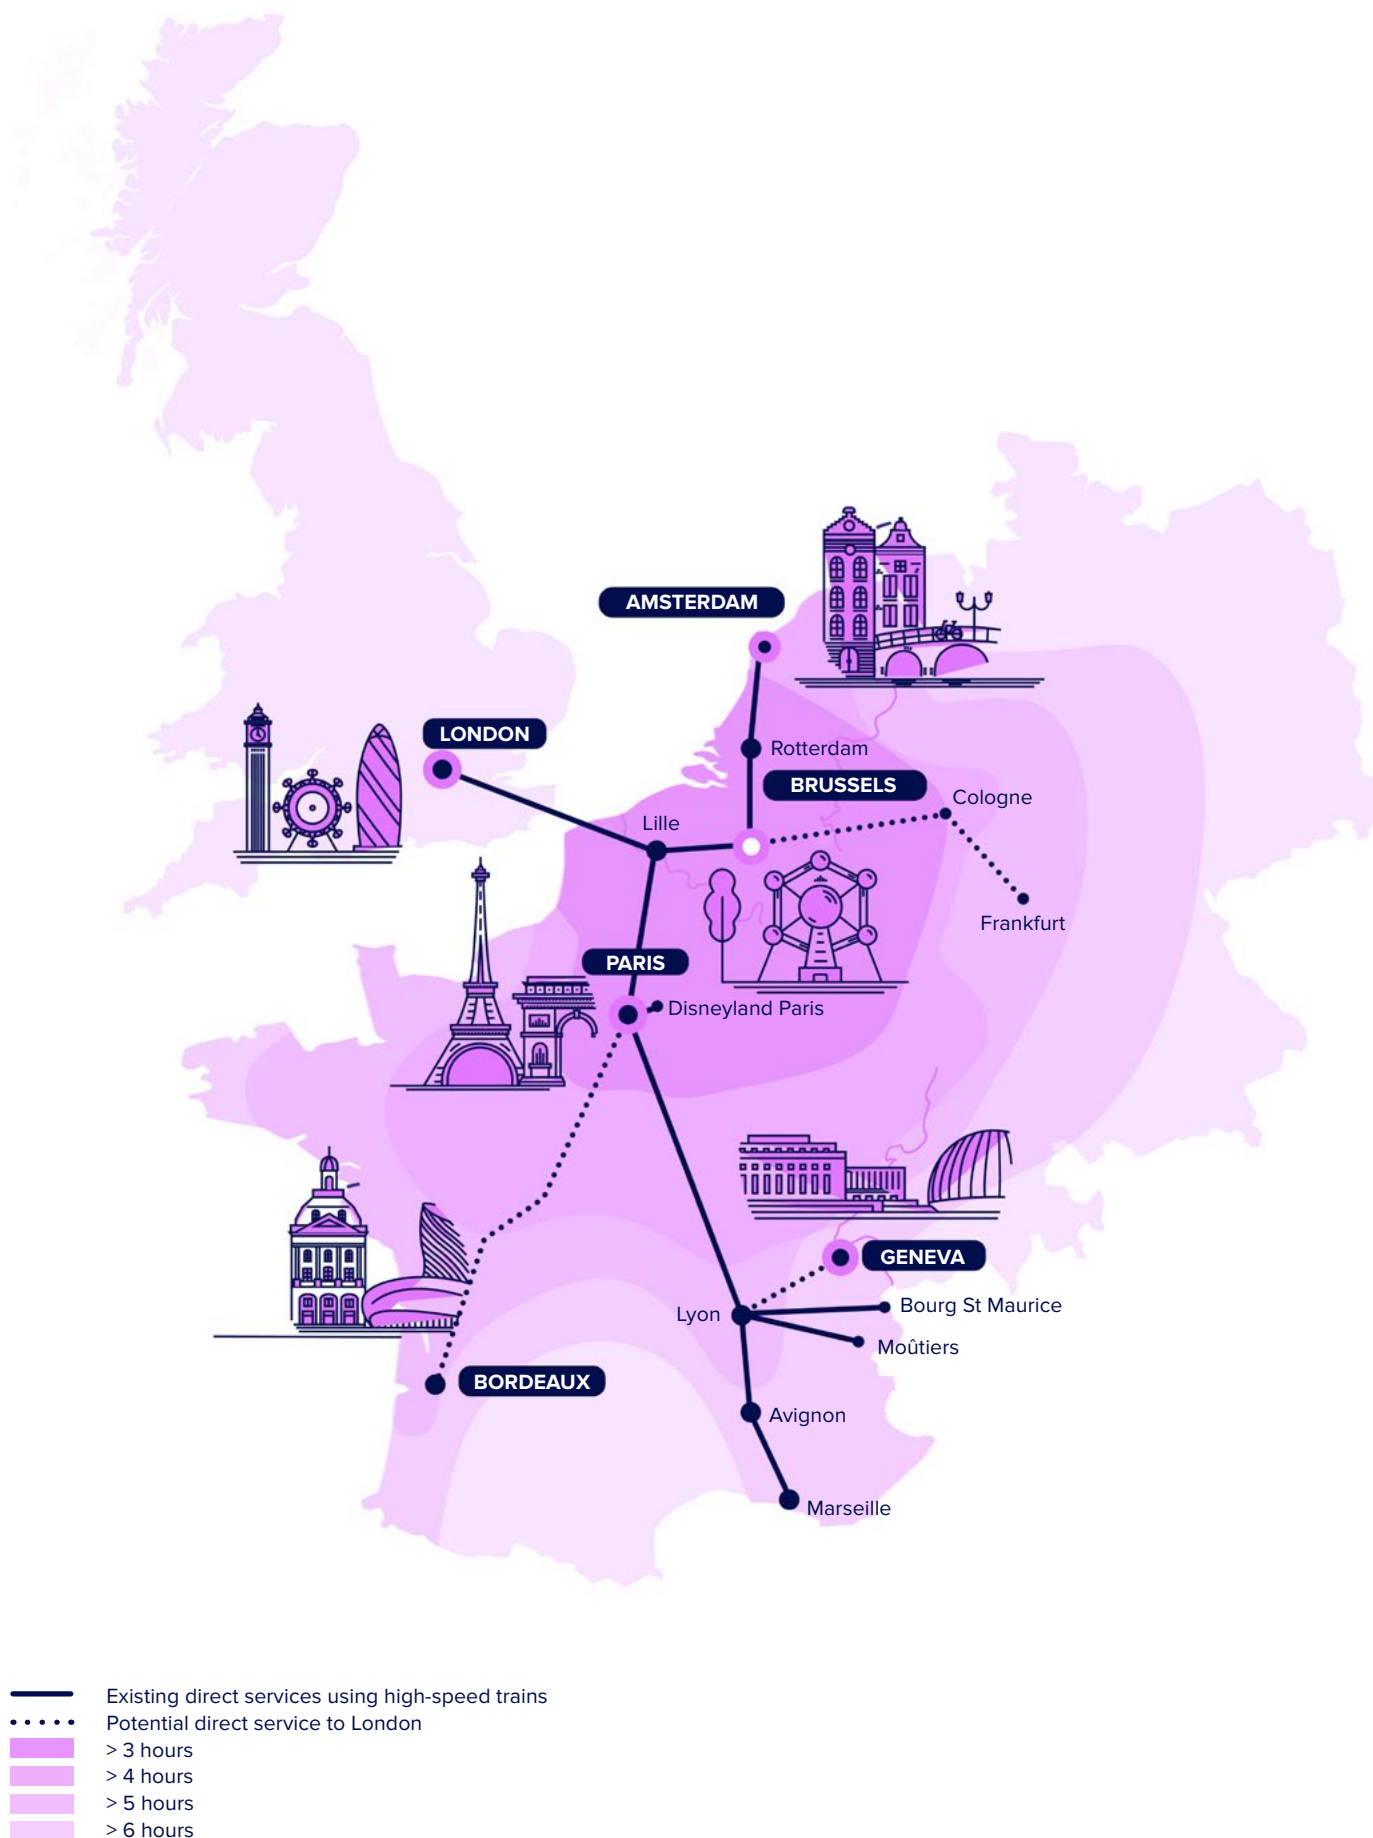 AMSTERDAM
LONDON
Rotterdam
BRUSSELS
Cologne
Lille
Frankfurt
PARIS
Disneyland Paris
GENEVA
Bourg St Maurice
Lyon
Moûtiers
BORDEAUX
Avignon
Marseille
Existing direct services using high-speed trains
Potential direct service to London
> 3 hours
> 4 hours
> 5 hours
> 6 hours